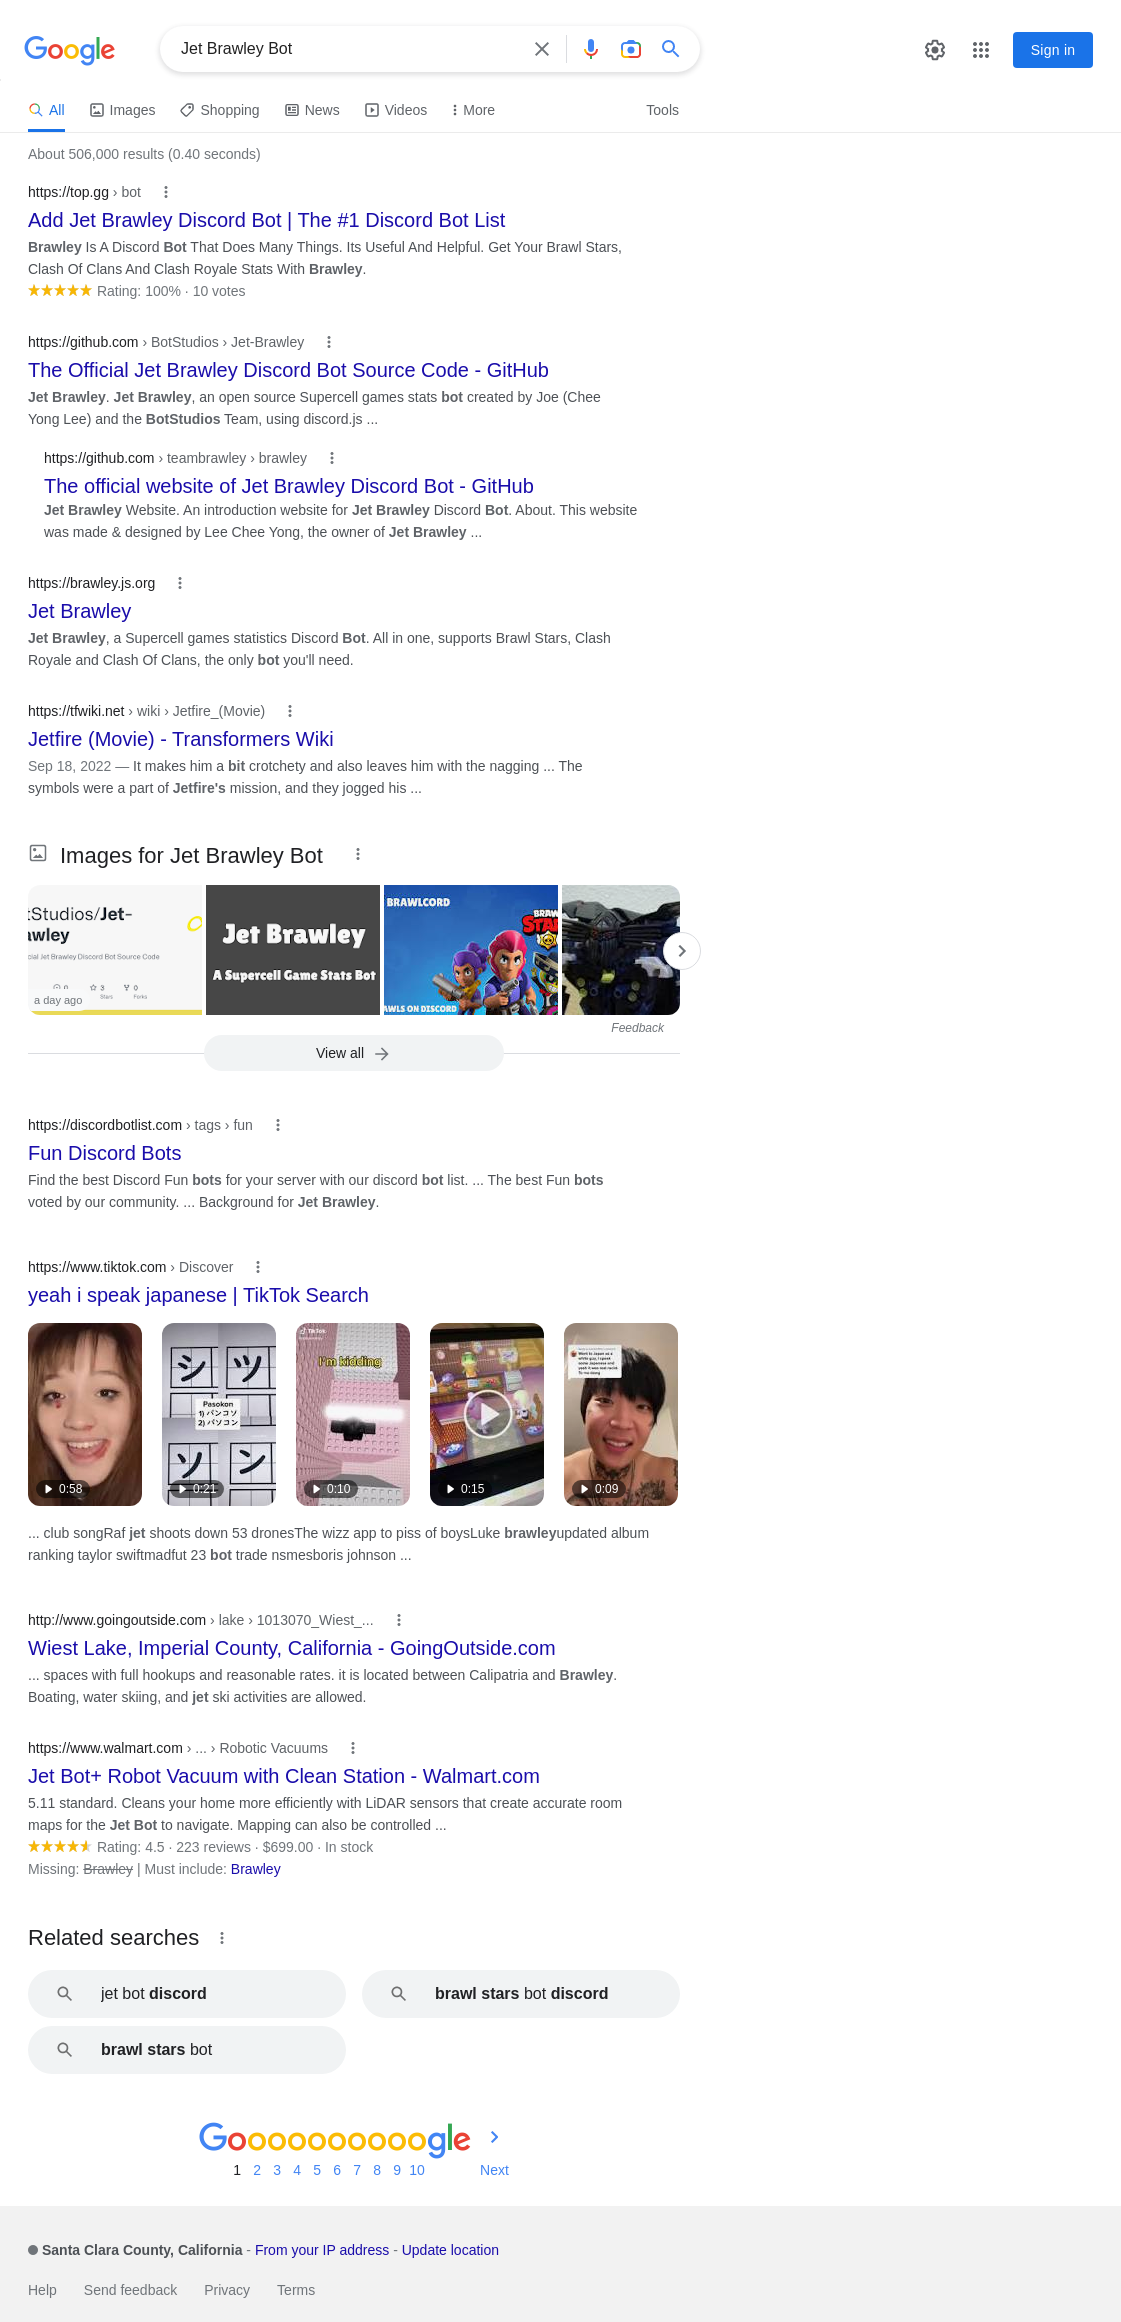 Google
Jet Brawley Bot
Sign in
All
Images
Shopping
News
Videos
More
Tools
About 506,000 results (0.40 seconds)
https://top.gg › bot
Add Jet Brawley Discord Bot | The #1 Discord Bot List
Brawley Is A Discord Bot That Does Many Things. Its Useful And Helpful. Get Your Brawl Stars,
Clash Of Clans And Clash Royale Stats With Brawley.
Rating: 100% · 10 votes
https://github.com › BotStudios › Jet-Brawley
The Official Jet Brawley Discord Bot Source Code - GitHub
Jet Brawley. Jet Brawley, an open source Supercell games stats bot created by Joe (Chee
Yong Lee) and the BotStudios Team, using discord.js ...
https://github.com › teambrawley › brawley
The official website of Jet Brawley Discord Bot - GitHub
Jet Brawley Website. An introduction website for Jet Brawley Discord Bot. About. This website
was made & designed by Lee Chee Yong, the owner of Jet Brawley ...
https://brawley.js.org
Jet Brawley
Jet Brawley, a Supercell games statistics Discord Bot. All in one, supports Brawl Stars, Clash
Royale and Clash Of Clans, the only bot you'll need.
https://tfwiki.net › wiki › Jetfire_(Movie)
Jetfire (Movie) - Transformers Wiki
Sep 18, 2022 — It makes him a bit crotchety and also leaves him with the nagging ... The
symbols were a part of Jetfire's mission, and they jogged his ...
Images for Jet Brawley Bot
tStudios/Jet-
awley
cial Jet Brawley Discord Bot Source Code
0
3
0
Stars
Forks
a day ago
Jet Brawley
A Supercell Game Stats Bot
BRAWLCORD
BRAW
STA
AWLS ON DISCORD
Feedback
View all
https://discordbotlist.com › tags › fun
Fun Discord Bots
Find the best Discord Fun bots for your server with our discord bot list. ... The best Fun bots
voted by our community. ... Background for Jet Brawley.
https://www.tiktok.com › Discover
yeah i speak japanese | TikTok Search
0:58
シ ツ
Pasokon
1) パンコソ
2) パソコン
ソ ン
0:21
TikTok
I'm kidding
0:10
0:15
0:09
... club songRaf jet shoots down 53 dronesThe wizz app to piss of boysLuke brawleyupdated album
ranking taylor swiftmadfut 23 bot trade nsmesboris johnson ...
http://www.goingoutside.com › lake › 1013070_Wiest_...
Wiest Lake, Imperial County, California - GoingOutside.com
... spaces with full hookups and reasonable rates. it is located between Calipatria and Brawley.
Boating, water skiing, and jet ski activities are allowed.
https://www.walmart.com › ... › Robotic Vacuums
Jet Bot+ Robot Vacuum with Clean Station - Walmart.com
5.11 standard. Cleans your home more efficiently with LiDAR sensors that create accurate room
maps for the Jet Bot to navigate. Mapping can also be controlled ...
Rating: 4.5 · 223 reviews · $699.00 · In stock
Missing: Brawley | Must include: Brawley
Related searches
jet bot discord
brawl stars bot discord
brawl stars bot
Goooooooooogle
1 2 3 4 5 6 7 8 9 10 Next
Santa Clara County, California - From your IP address - Update location
Help
Send feedback
Privacy
Terms